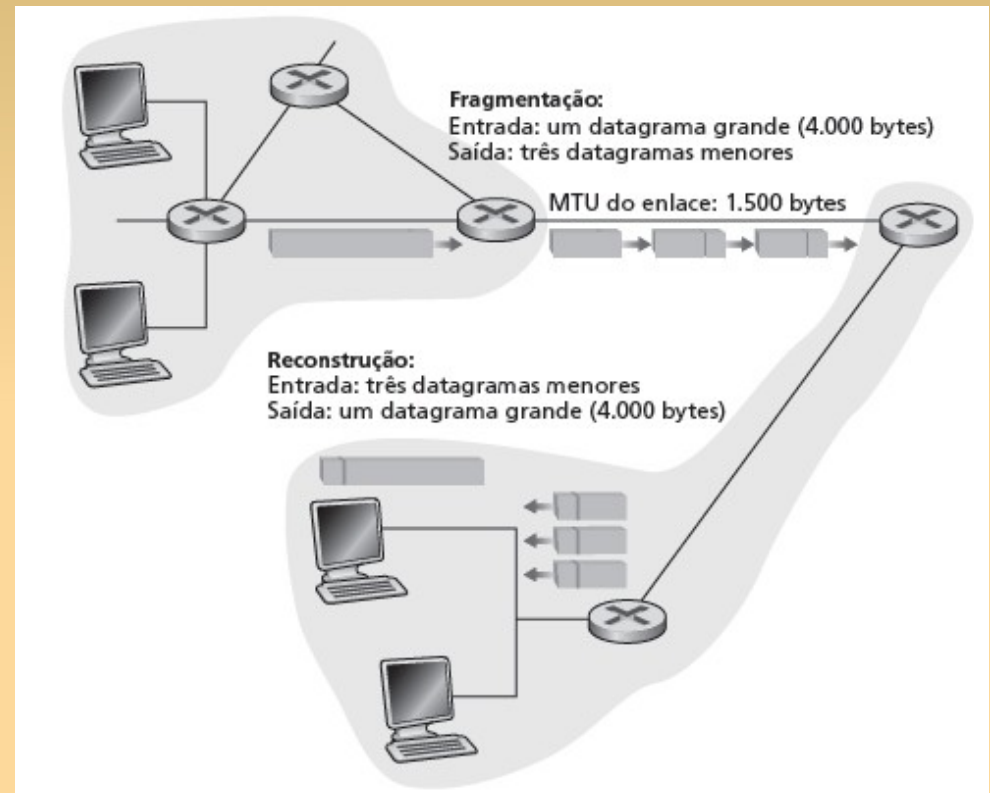 Fragmentação:
Entrada: um datagrama grande (4.000 bytes)
Saída: três datagramas menores
MTU do enlace: 1.500 bytes
Reconstrução:
Entrada: três datagramas menores
Saída: um datagrama grande (4.000 bytes)